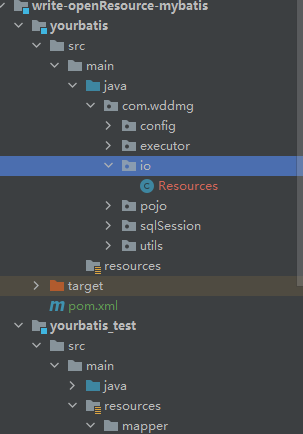 write-openResource-mybatis
yourbatis
src
main
java
com.wddmg
config
executor
io
Resources
pojo
sqlSession
utils
resources
target
pom.xml
yourbatis_test
src
main
java
resources
mapper